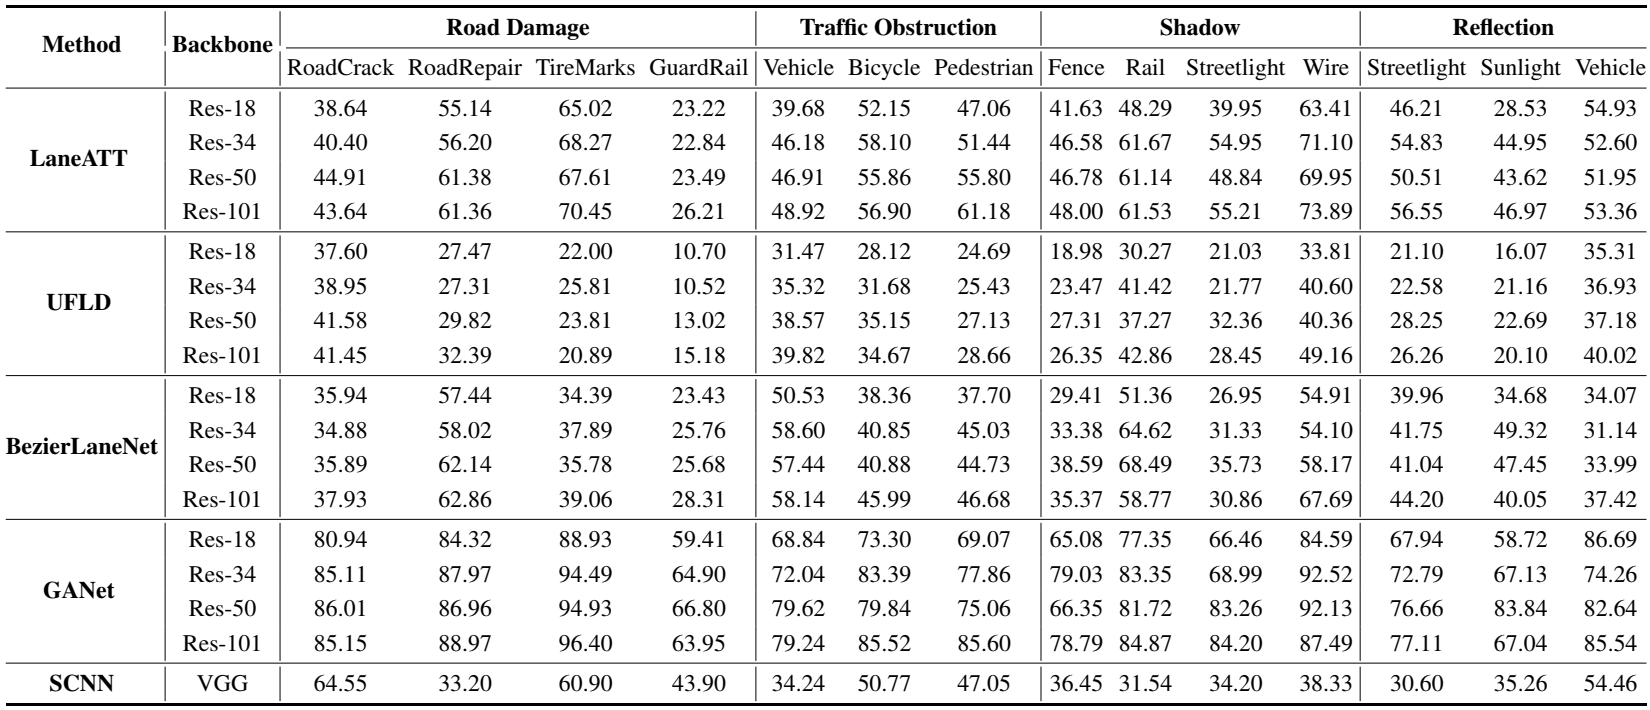 Method Backbone Road Damage Traffic Obstruction Shadow Reflection
RoadCrack RoadRepair TireMarks GuardRail Vehicle Bicycle Pedestrian Fence Rail Streetlight Wire Streetlight Sunlight Vehicle
LaneATT
Res-18 38.64 55.14 65.02 23.22 39.68 52.15 47.06 41.63 48.29 39.95 63.41 46.21 28.53 54.93
Res-34 40.40 56.20 68.27 22.84 46.18 58.10 51.44 46.58 61.67 54.95 71.10 54.83 44.95 52.60
Res-50 44.91 61.38 67.61 23.49 46.91 55.86 55.80 46.78 61.14 48.84 69.95 50.51 43.62 51.95
Res-101 43.64 61.36 70.45 26.21 48.92 56.90 61.18 48.00 61.53 55.21 73.89 56.55 46.97 53.36
UFLD
Res-18 37.60 27.47 22.00 10.70 31.47 28.12 24.69 18.98 30.27 21.03 33.81 21.10 16.07 35.31
Res-34 38.95 27.31 25.81 10.52 35.32 31.68 25.43 23.47 41.42 21.77 40.60 22.58 21.16 36.93
Res-50 41.58 29.82 23.81 13.02 38.57 35.15 27.13 27.31 37.27 32.36 40.36 28.25 22.69 37.18
Res-101 41.45 32.39 20.89 15.18 39.82 34.67 28.66 26.35 42.86 28.45 49.16 26.26 20.10 40.02
BezierLaneNet
Res-18 35.94 57.44 34.39 23.43 50.53 38.36 37.70 29.41 51.36 26.95 54.91 39.96 34.68 34.07
Res-34 34.88 58.02 37.89 25.76 58.60 40.85 45.03 33.38 64.62 31.33 54.10 41.75 49.32 31.14
Res-50 35.89 62.14 35.78 25.68 57.44 40.88 44.73 38.59 68.49 35.73 58.17 41.04 47.45 33.99
Res-101 37.93 62.86 39.06 28.31 58.14 45.99 46.68 35.37 58.77 30.86 67.69 44.20 40.05 37.42
GANet
Res-18 80.94 84.32 88.93 59.41 68.84 73.30 69.07 65.08 77.35 66.46 84.59 67.94 58.72 86.69
Res-34 85.11 87.97 94.49 64.90 72.04 83.39 77.86 79.03 83.35 68.99 92.52 72.79 67.13 74.26
Res-50 86.01 86.96 94.93 66.80 79.62 79.84 75.06 66.35 81.72 83.26 92.13 76.66 83.84 82.64
Res-101 85.15 88.97 96.40 63.95 79.24 85.52 85.60 78.79 84.87 84.20 87.49 77.11 67.04 85.54
SCNN VGG 64.55 33.20 60.90 43.90 34.24 50.77 47.05 36.45 31.54 34.20 38.33 30.60 35.26 54.46